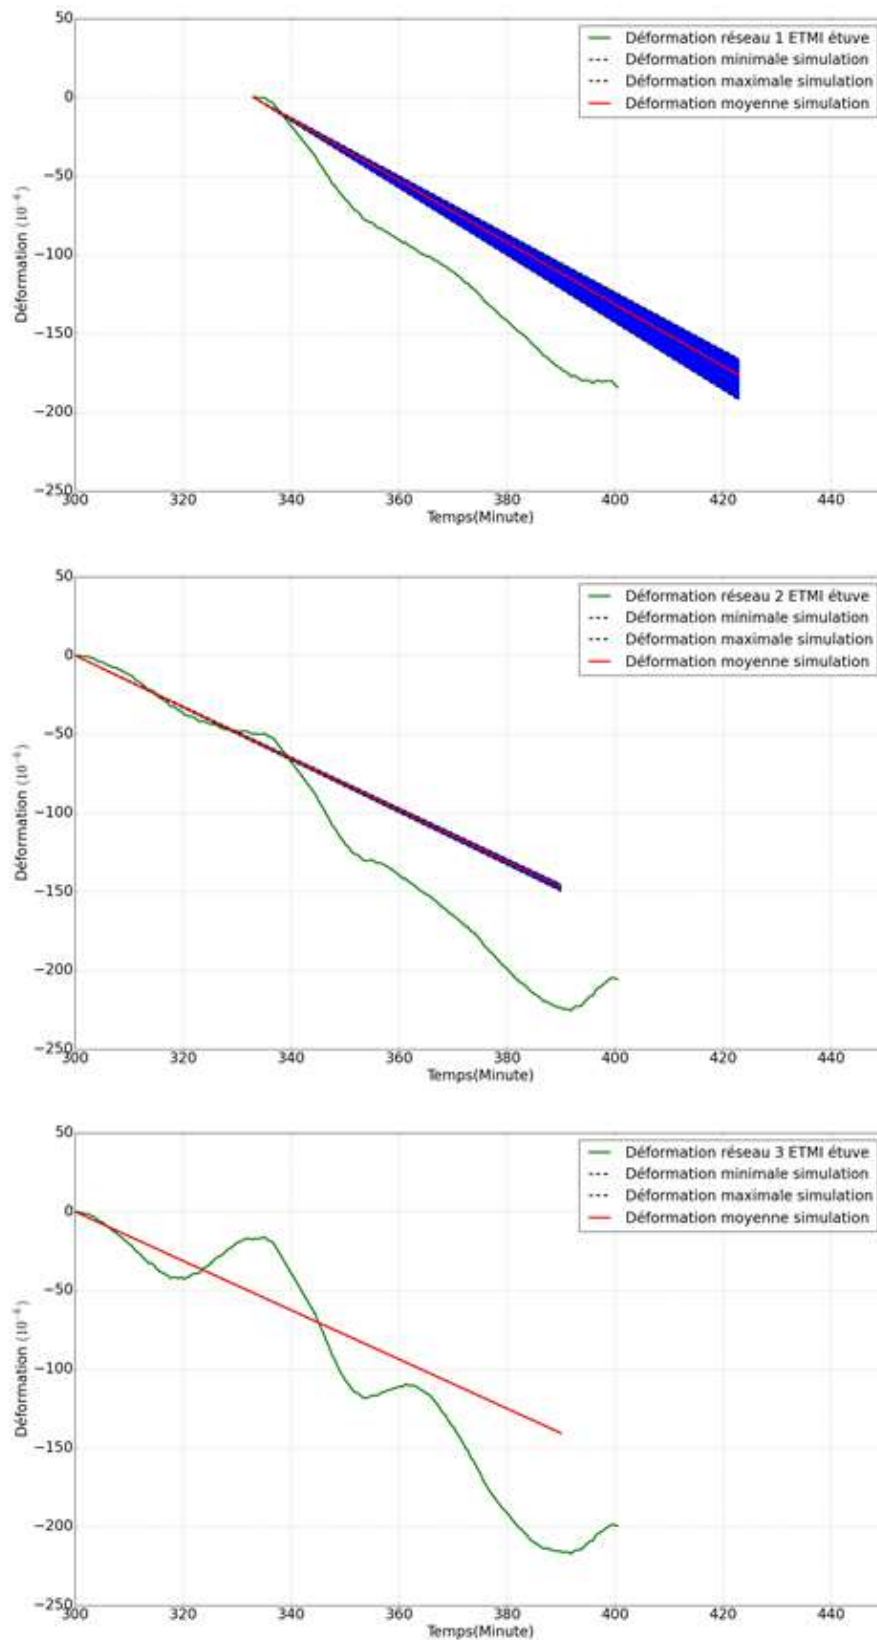 50
0
−50
−100
−150
−200
−250
Déformation (10⁻⁶)
Déformation réseau 1 ETMI étuve
Déformation minimale simulation
Déformation maximale simulation
Déformation moyenne simulation
300 320 340 360 380 400 420 440
Temps(Minute)
50
0
−50
−100
−150
−200
−250
Déformation (10⁻⁶)
Déformation réseau 2 ETMI étuve
Déformation minimale simulation
Déformation maximale simulation
Déformation moyenne simulation
300 320 340 360 380 400 420 440
Temps(Minute)
50
0
−50
−100
−150
−200
−250
Déformation (10⁻⁶)
Déformation réseau 3 ETMI étuve
Déformation minimale simulation
Déformation maximale simulation
Déformation moyenne simulation
300 320 340 360 380 400 420 440
Temps(Minute)